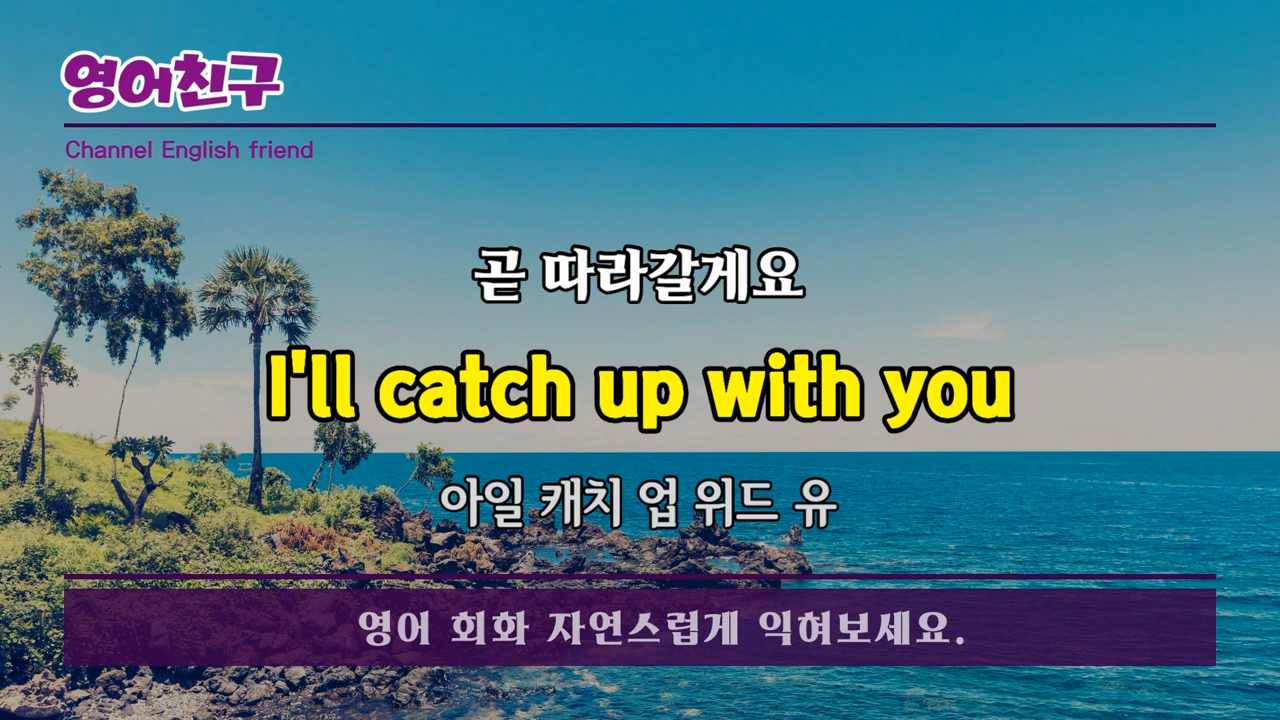 영어친구
Channel English friend
곧 따라갈게요
I'll catch up with you
아일 캐치 업 위드 유
영어 회화 자연스럽게 익혀보세요.